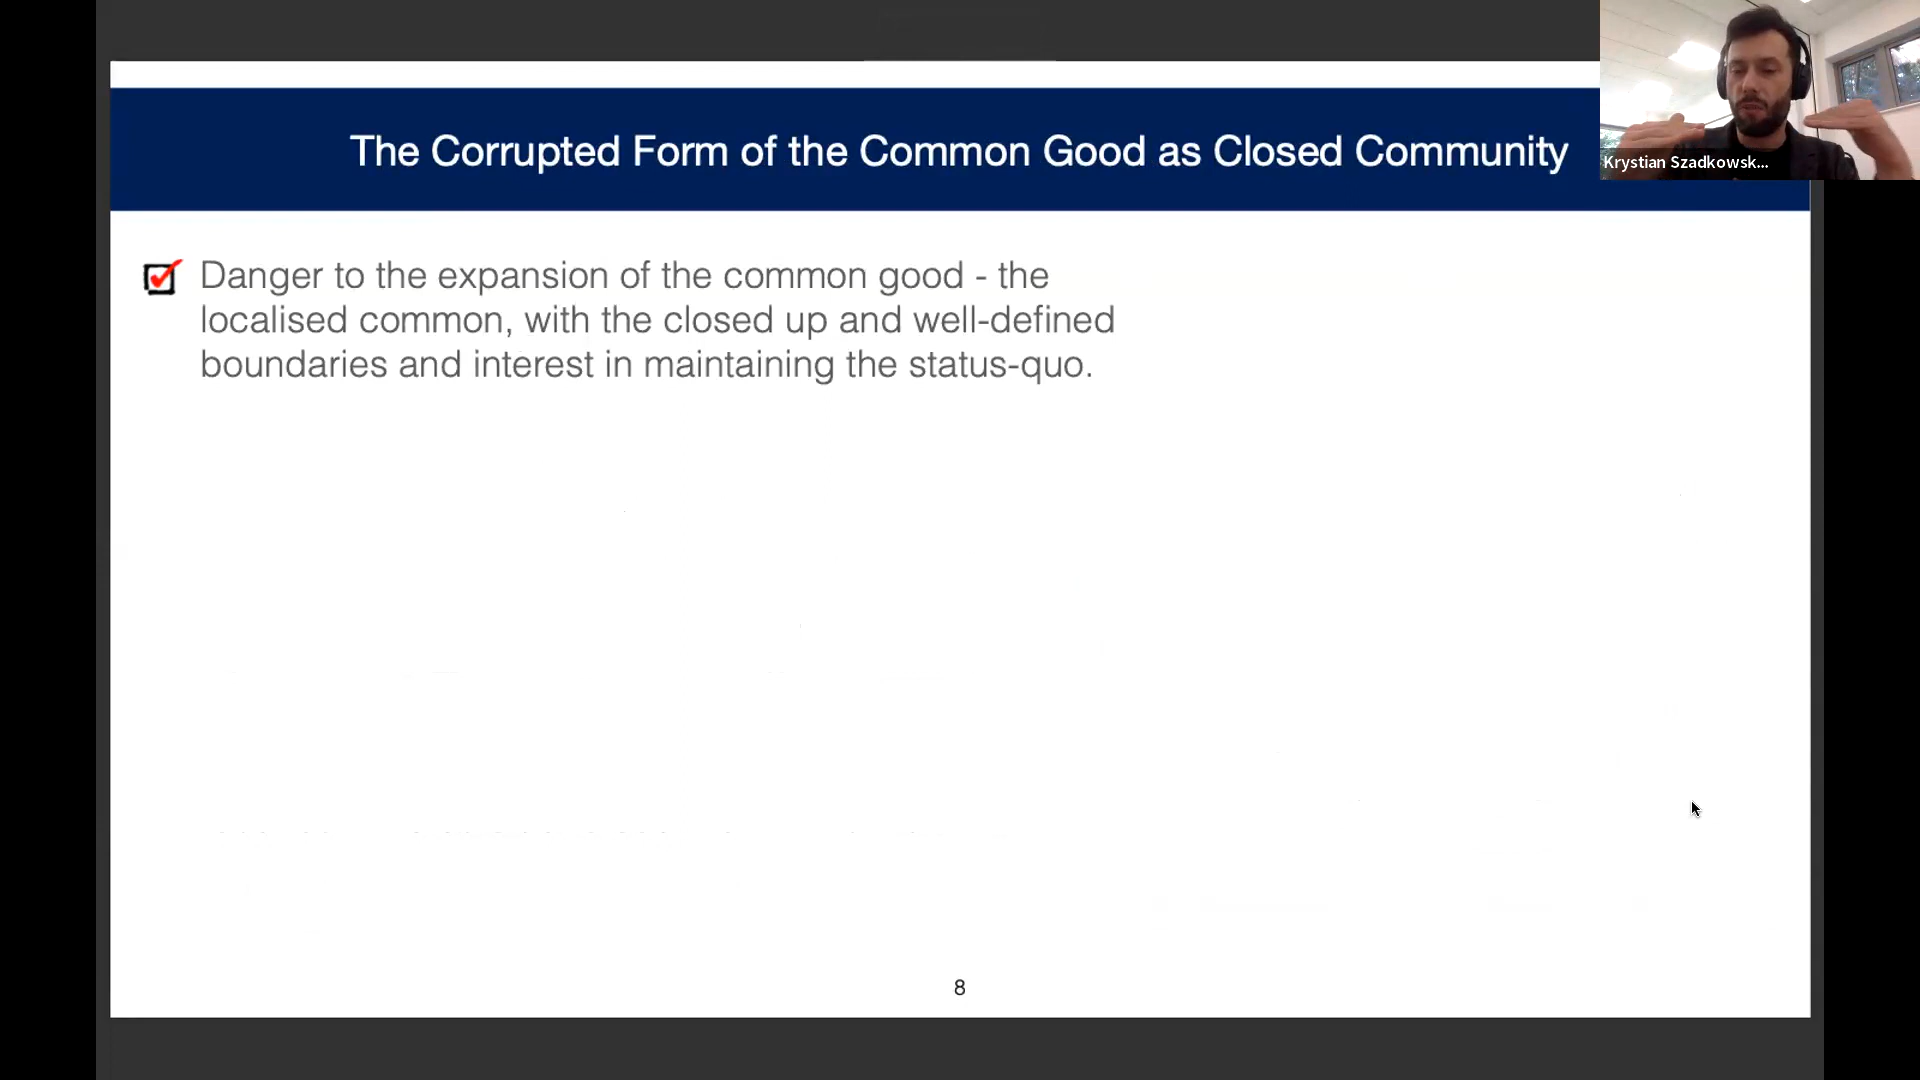 The Corrupted Form of the Common Good as Closed Community
Krystian Szadkowsk...
Danger to the expansion of the common good - the
localised common, with the closed up and well-defined
boundaries and interest in maintaining the status-quo.
8